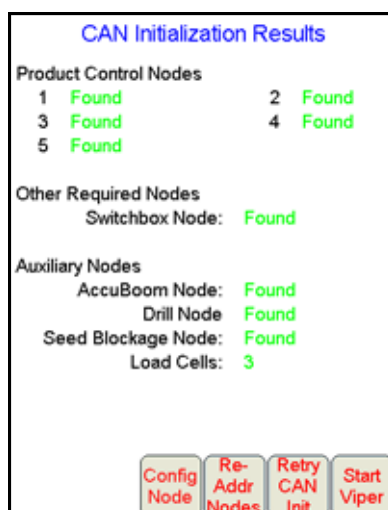 CAN Initialization Results
Product Control Nodes
1 Found 2 Found
3 Found 4 Found
5 Found
Other Required Nodes
Switchbox Node: Found
Auxiliary Nodes
AccuBoom Node: Found
Drill Node Found
Seed Blockage Node: Found
Load Cells: 3
Config Node
Re-Addr Nodes
Retry CAN Init
Start Viper